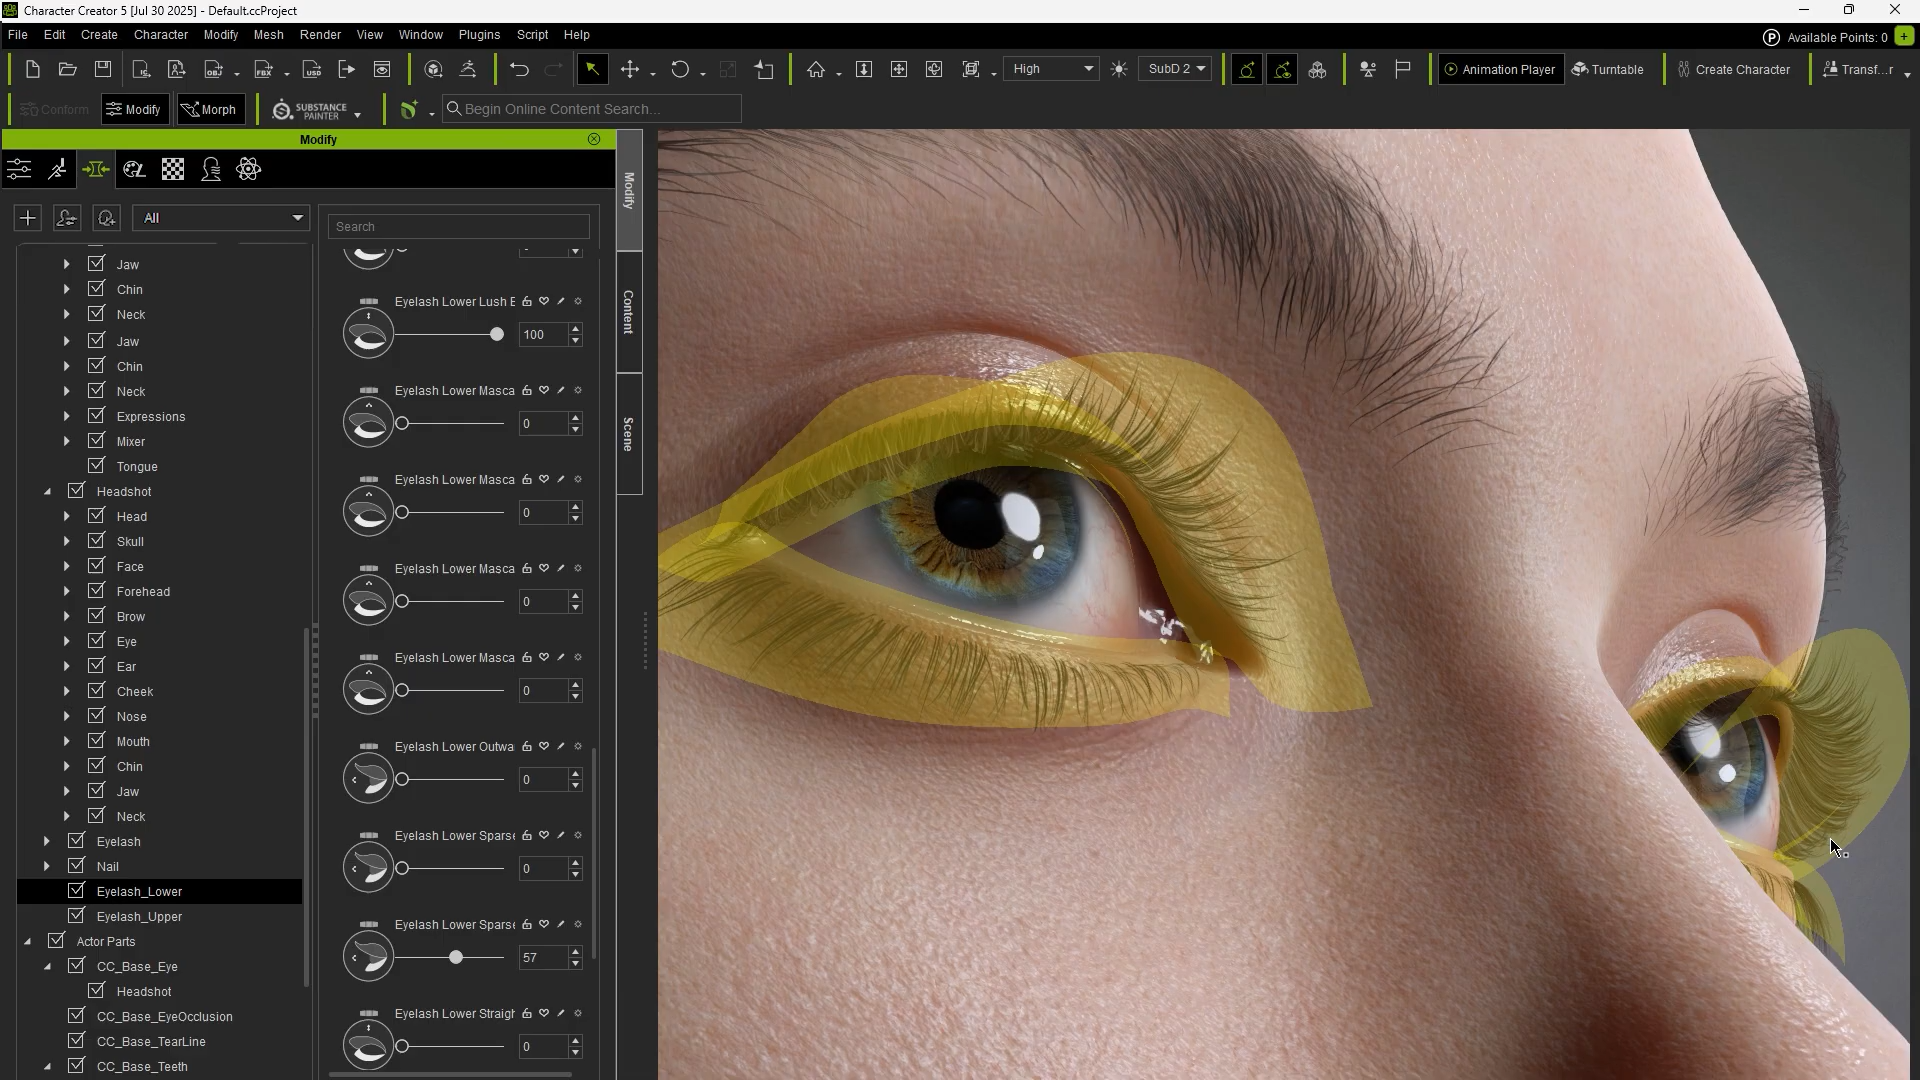 Character Creator 5 [Jul 30 2025] - Default.ccProject
File Edit Create Character Modify Mesh Render View Window Plugins Script Help
Available Points: 0
High
SubD 2
Animation Player
Turntable
Create Character
Transf...r
Conform
Modify
Morph
SUBSTANCE
PAINTER
Begin Online Content Search...
Modify
All
Search
Jaw
Chin
Neck
Jaw
Chin
Neck
Expressions
Mixer
Tongue
Headshot
Head
Skull
Face
Forehead
Brow
Eye
Ear
Cheek
Nose
Mouth
Chin
Jaw
Neck
Eyelash
Nail
Eyelash_Lower
Eyelash_Upper
Actor Parts
CC_Base_Eye
Headshot
CC_Base_EyeOcclusion
CC_Base_TearLine
CC_Base_Teeth
Eyelash Lower Lush E
100
Eyelash Lower Masca
0
Eyelash Lower Masca
0
Eyelash Lower Masca
0
Eyelash Lower Masca
0
Eyelash Lower Outwa
0
Eyelash Lower Sparse
0
Eyelash Lower Sparse
57
Eyelash Lower Straigh
0
Modify
Content
Scene